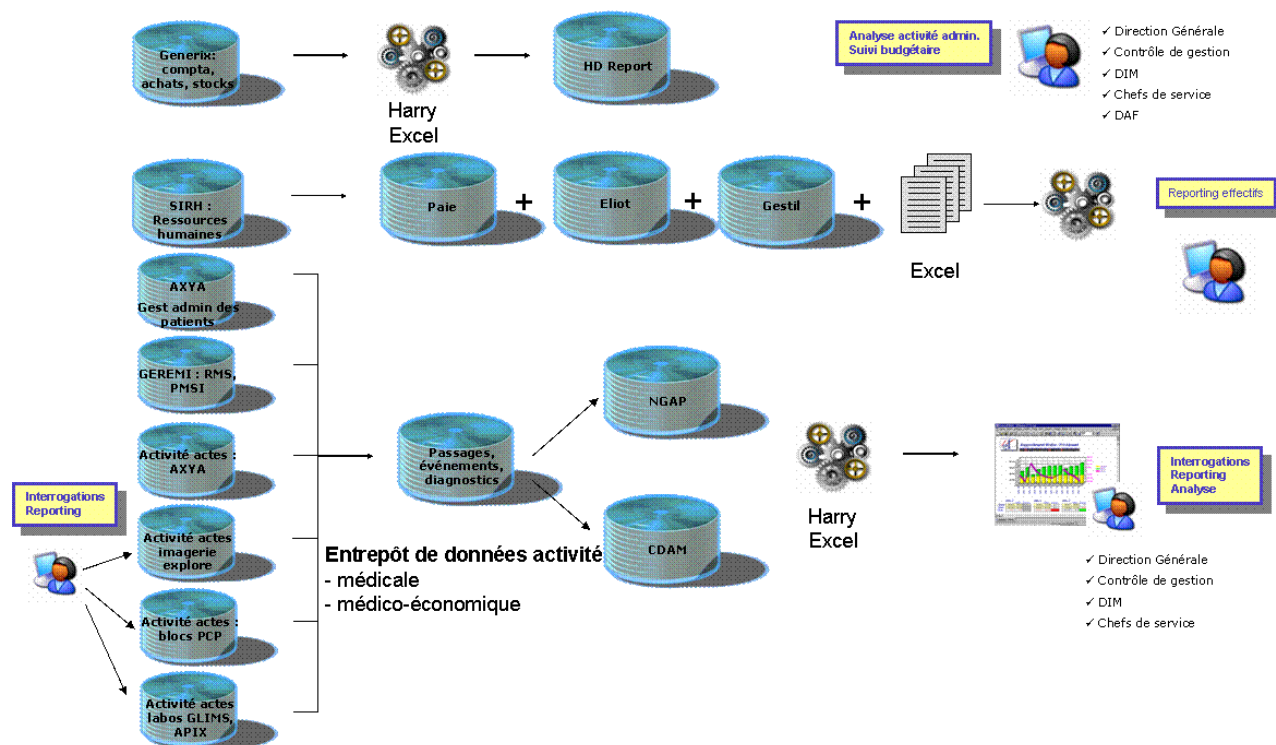 Generix:
compta,
achats, stocks
Harry
Excel
HD Report
Analyse activité admin.
Suivi budgétaire
✓ Direction Générale
✓ Contrôle de gestion
✓ DIM
✓ Chefs de service
✓ DAF
SIRH :
Ressources
humaines
Paie
+
Eliot
+
Gestil
+
Excel
Reporting effectifs
AXYA
Gest admin des
patients
GEREMI : RMS,
PMSI
Activité actes :
AXYA
Interrogations
Reporting
Activité actes
imagerie
explore
Activité actes :
blocs PCP
Activité actes
labos GLIMS,
APIX
Passages,
événements,
diagnostics
Entrepôt de données activité
- médicale
- médico-économique
NGAP
CDAM
Harry
Excel
Interrogations
Reporting
Analyse
✓ Direction Générale
✓ Contrôle de gestion
✓ DIM
✓ Chefs de service